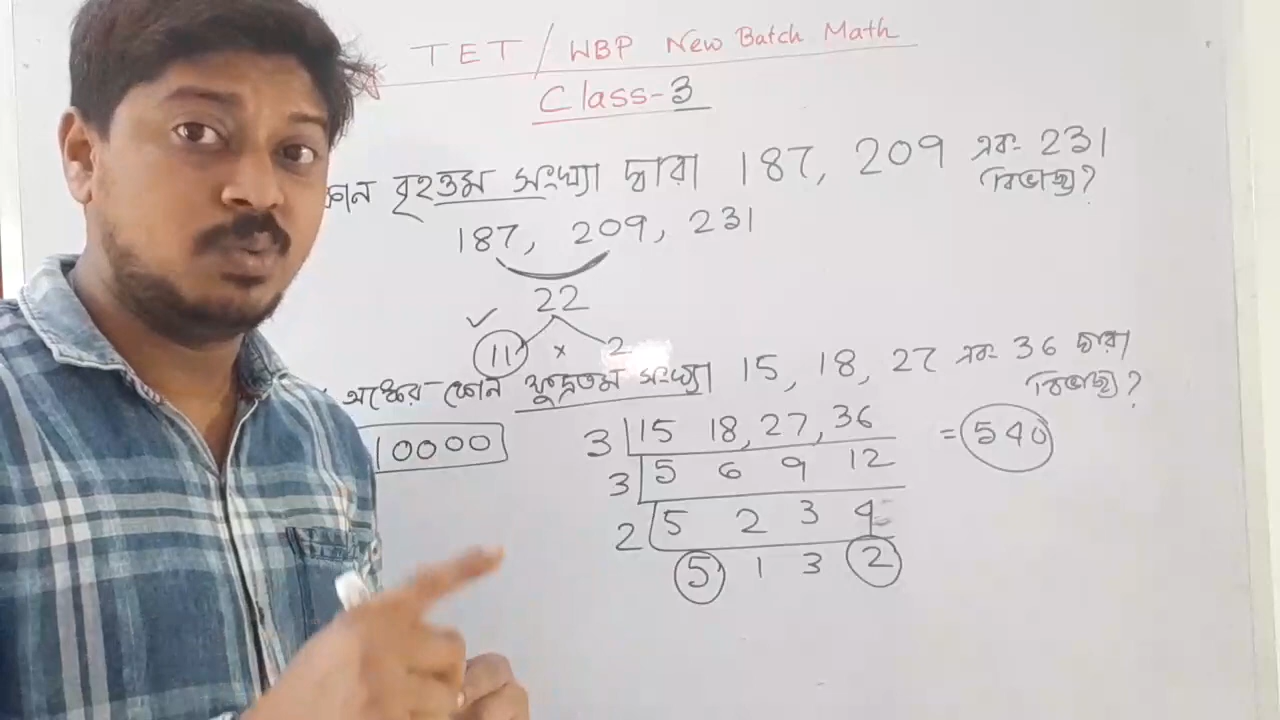 TET / WBP New Batch Math
Class-3
কোন বৃহত্তম সংখ্যা দ্বারা 187, 209 এবং 231
বিভাজ্য?
187, 209, 231
22
✓ 11 x 2
অঙ্কের কোন ক্ষুদ্রতম সংখ্যা 15, 18, 27 এবং 36 দ্বারা
বিভাজ্য?
10000
3 15 18, 27, 36 = 540
3 5 6 9 12
2 5 2 3 4
5 1 3 2